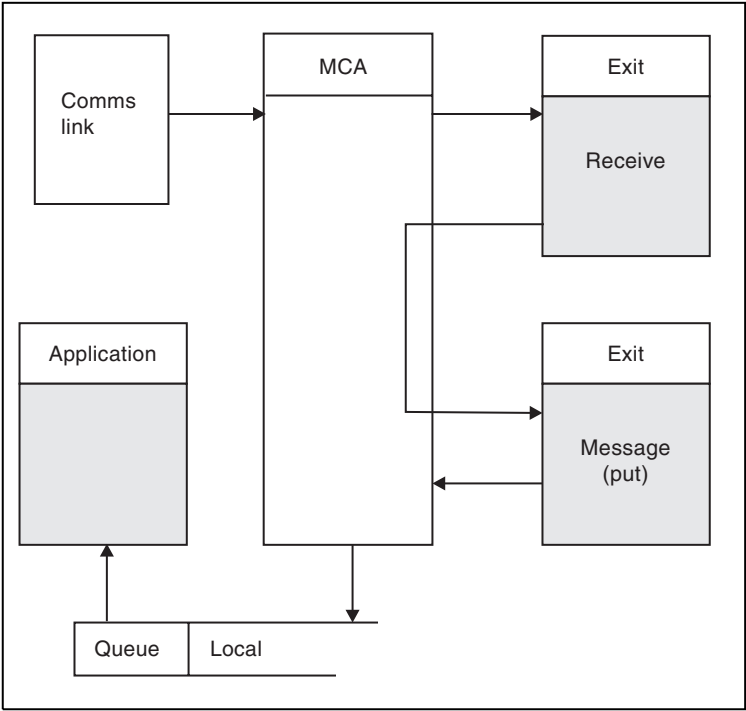 Comms
link
MCA
Exit
Receive
Application
Exit
Message
(put)
Queue
Local